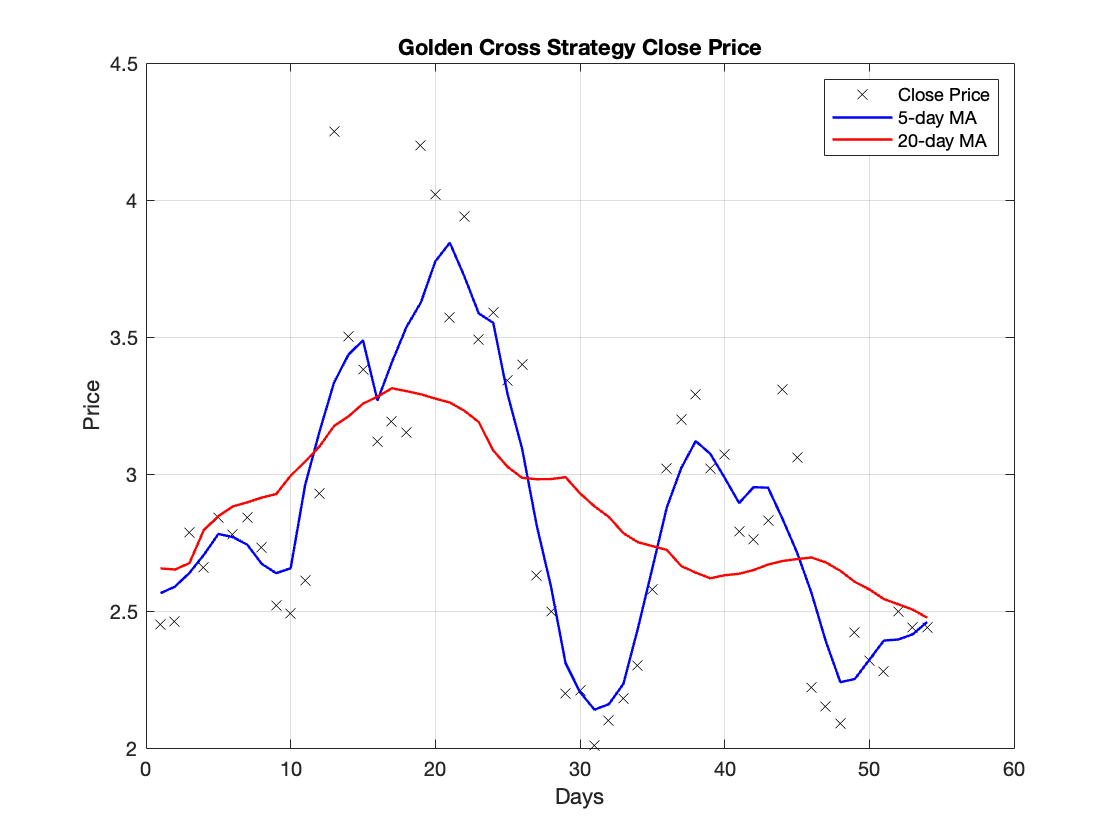 Golden Cross Strategy Close Price
4.5
4
3.5
3
2.5
2
Price
Close Price
5-day MA
20-day MA
0 10 20 30 40 50 60
Days